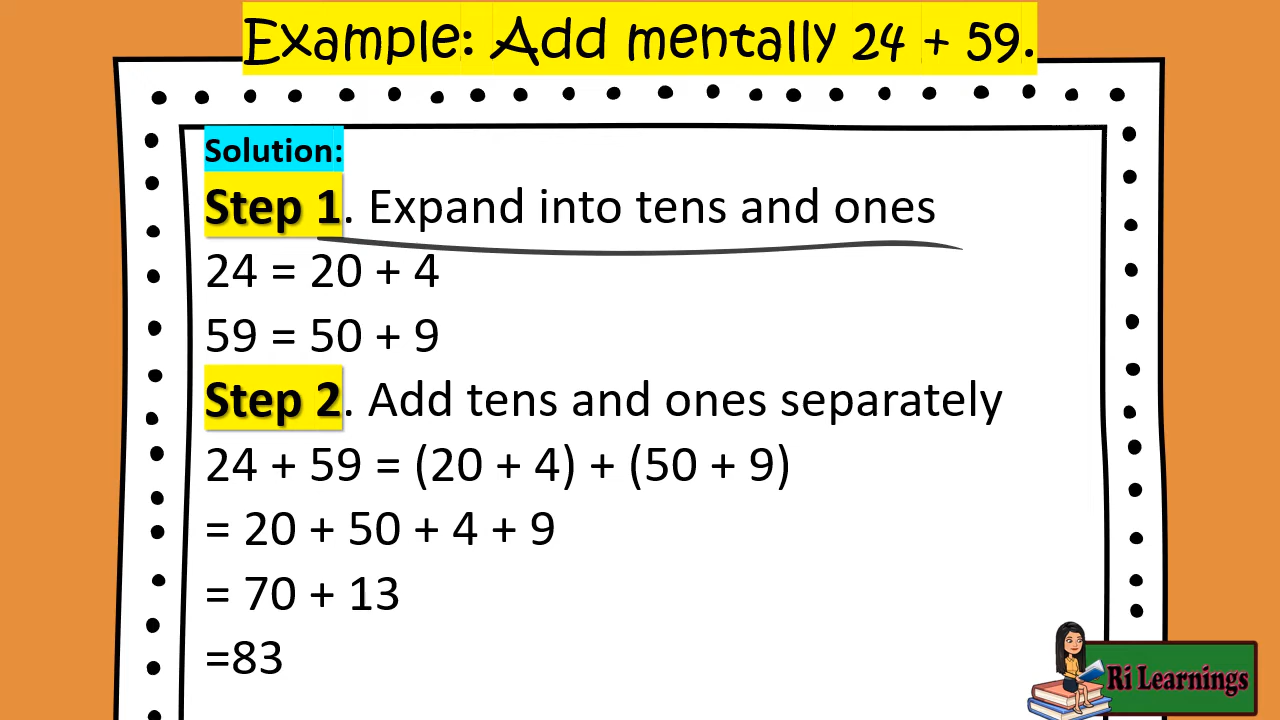 Example: Add mentally 24 + 59.
Solution:
Step 1. Expand into tens and ones
24 = 20 + 4
59 = 50 + 9
Step 2. Add tens and ones separately
24 + 59 = (20 + 4) + (50 + 9)
= 20 + 50 + 4 + 9
= 70 + 13
=83
Ri Learnings